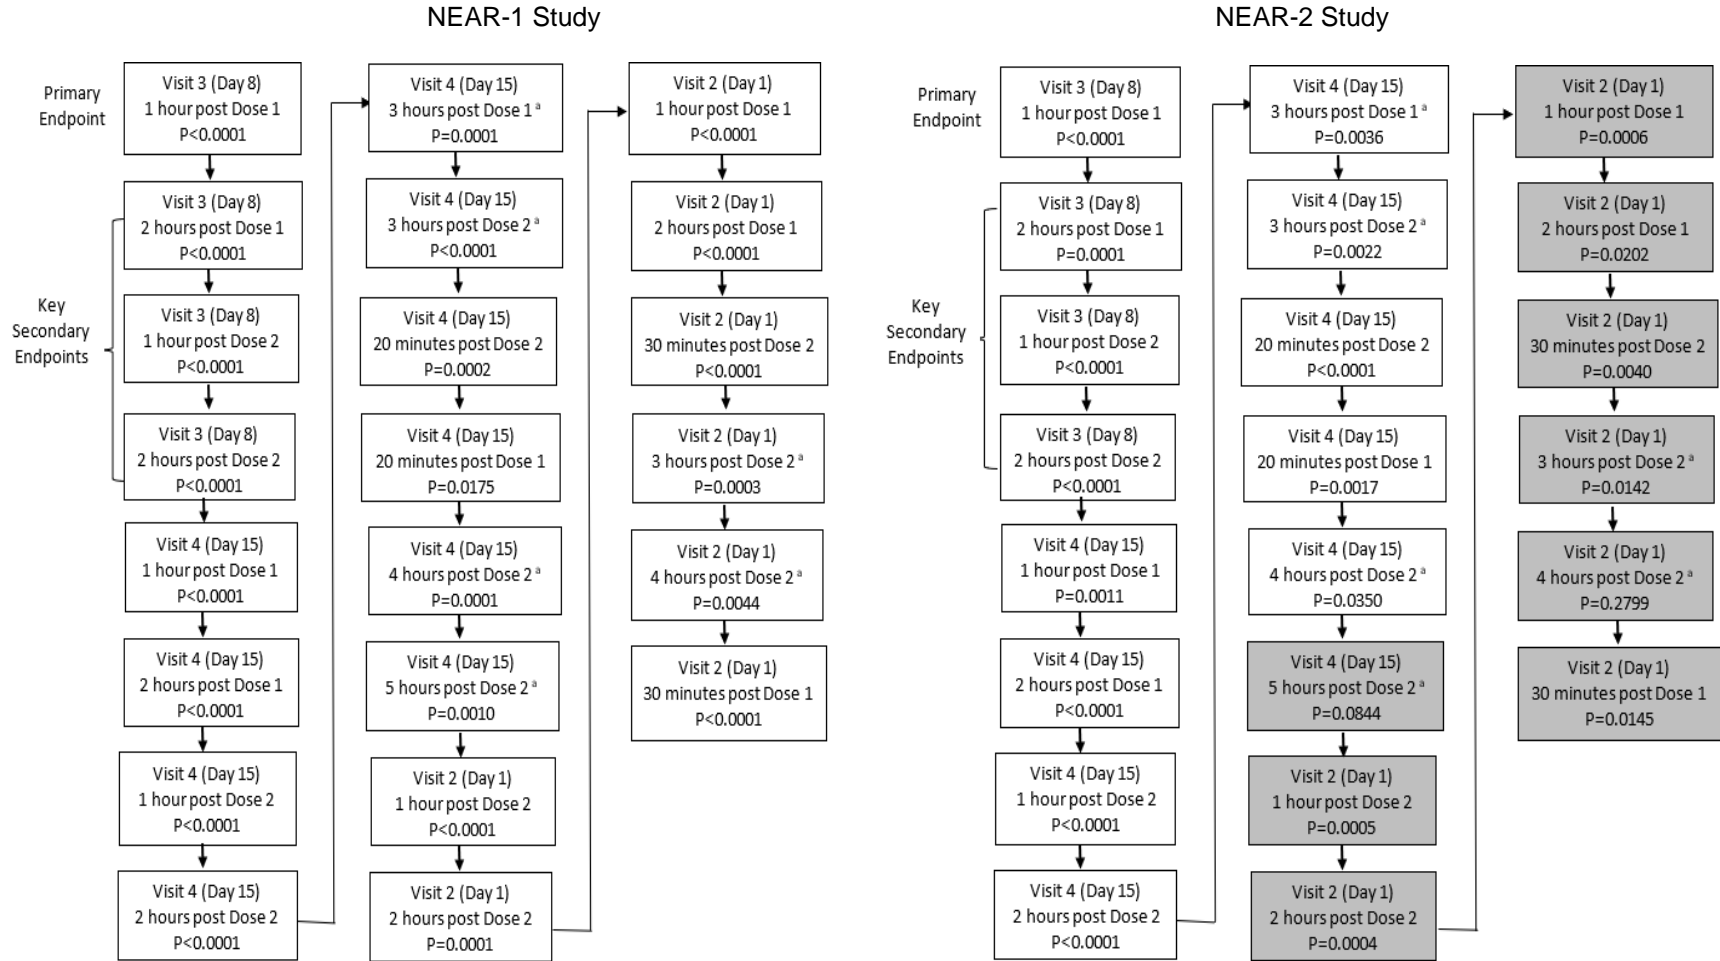 NEAR-1 Study
Primary
Endpoint
Key
Secondary
Endpoints
Visit 3 (Day 8)
1 hour post Dose 1
P<0.0001
Visit 3 (Day 8)
2 hours post Dose 1
P<0.0001
Visit 3 (Day 8)
1 hour post Dose 2
P<0.0001
Visit 3 (Day 8)
2 hours post Dose 2
P<0.0001
Visit 4 (Day 15)
1 hour post Dose 1
P<0.0001
Visit 4 (Day 15)
2 hours post Dose 1
P<0.0001
Visit 4 (Day 15)
1 hour post Dose 2
P<0.0001
Visit 4 (Day 15)
2 hours post Dose 2
P<0.0001
Visit 4 (Day 15)
3 hours post Dose 1 ª
P=0.0001
Visit 4 (Day 15)
3 hours post Dose 2 ª
P<0.0001
Visit 4 (Day 15)
20 minutes post Dose 2
P=0.0002
Visit 4 (Day 15)
20 minutes post Dose 1
P=0.0175
Visit 4 (Day 15)
4 hours post Dose 2 ª
P=0.0001
Visit 4 (Day 15)
5 hours post Dose 2 ª
P=0.0010
Visit 2 (Day 1)
1 hour post Dose 2
P<0.0001
Visit 2 (Day 1)
2 hours post Dose 2
P=0.0001
Visit 2 (Day 1)
1 hour post Dose 1
P<0.0001
Visit 2 (Day 1)
2 hours post Dose 1
P<0.0001
Visit 2 (Day 1)
30 minutes post Dose 2
P<0.0001
Visit 2 (Day 1)
3 hours post Dose 2 ª
P=0.0003
Visit 2 (Day 1)
4 hours post Dose 2 ª
P=0.0044
Visit 2 (Day 1)
30 minutes post Dose 1
P<0.0001
NEAR-2 Study
Primary
Endpoint
Key
Secondary
Endpoints
Visit 3 (Day 8)
1 hour post Dose 1
P<0.0001
Visit 3 (Day 8)
2 hours post Dose 1
P=0.0001
Visit 3 (Day 8)
1 hour post Dose 2
P<0.0001
Visit 3 (Day 8)
2 hours post Dose 2
P<0.0001
Visit 4 (Day 15)
1 hour post Dose 1
P=0.0011
Visit 4 (Day 15)
2 hours post Dose 1
P<0.0001
Visit 4 (Day 15)
1 hour post Dose 2
P<0.0001
Visit 4 (Day 15)
2 hours post Dose 2
P<0.0001
Visit 4 (Day 15)
3 hours post Dose 1 ª
P=0.0036
Visit 4 (Day 15)
3 hours post Dose 2 ª
P=0.0022
Visit 4 (Day 15)
20 minutes post Dose 2
P<0.0001
Visit 4 (Day 15)
20 minutes post Dose 1
P=0.0017
Visit 4 (Day 15)
4 hours post Dose 2 ª
P=0.0350
Visit 4 (Day 15)
5 hours post Dose 2 ª
P=0.0844
Visit 2 (Day 1)
1 hour post Dose 2
P=0.0005
Visit 2 (Day 1)
2 hours post Dose 2
P=0.0004
Visit 2 (Day 1)
1 hour post Dose 1
P=0.0006
Visit 2 (Day 1)
2 hours post Dose 1
P=0.0202
Visit 2 (Day 1)
30 minutes post Dose 2
P=0.0040
Visit 2 (Day 1)
3 hours post Dose 2 ª
P=0.0142
Visit 2 (Day 1)
4 hours post Dose 2 ª
P=0.2799
Visit 2 (Day 1)
30 minutes post Dose 1
P=0.0145